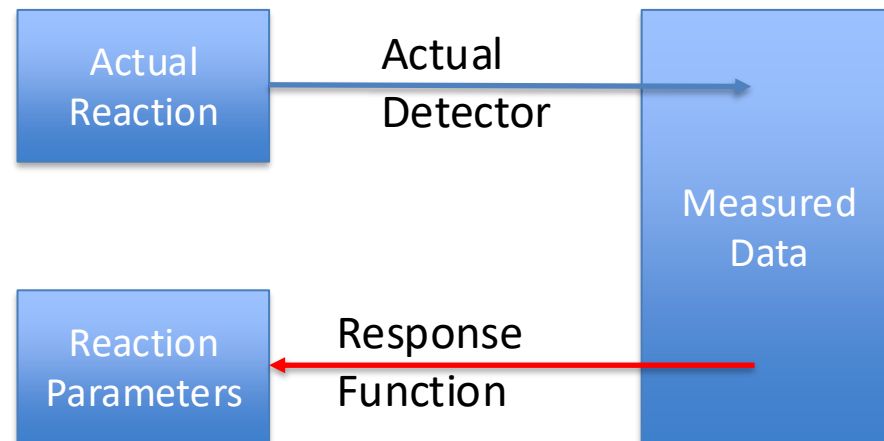 Actual
Reaction
Actual
Detector
Measured
Data
Reaction
Parameters
Response
Function